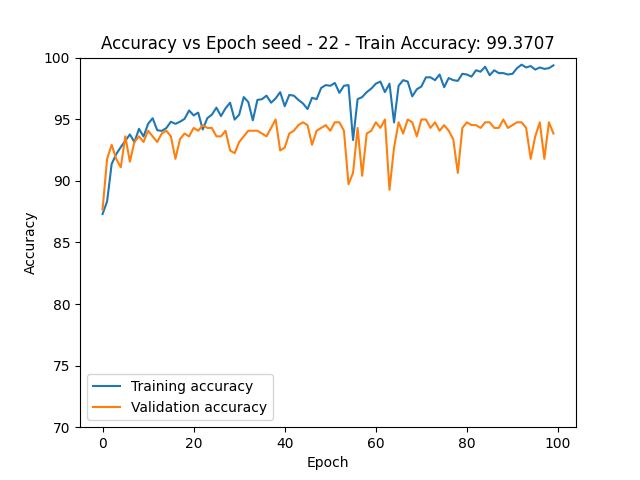 Accuracy vs Epoch seed - 22 - Train Accuracy: 99.3707
100
95
90
85
80
75
70
Accuracy
Training accuracy
Validation accuracy
0 20 40 60 80 100
Epoch